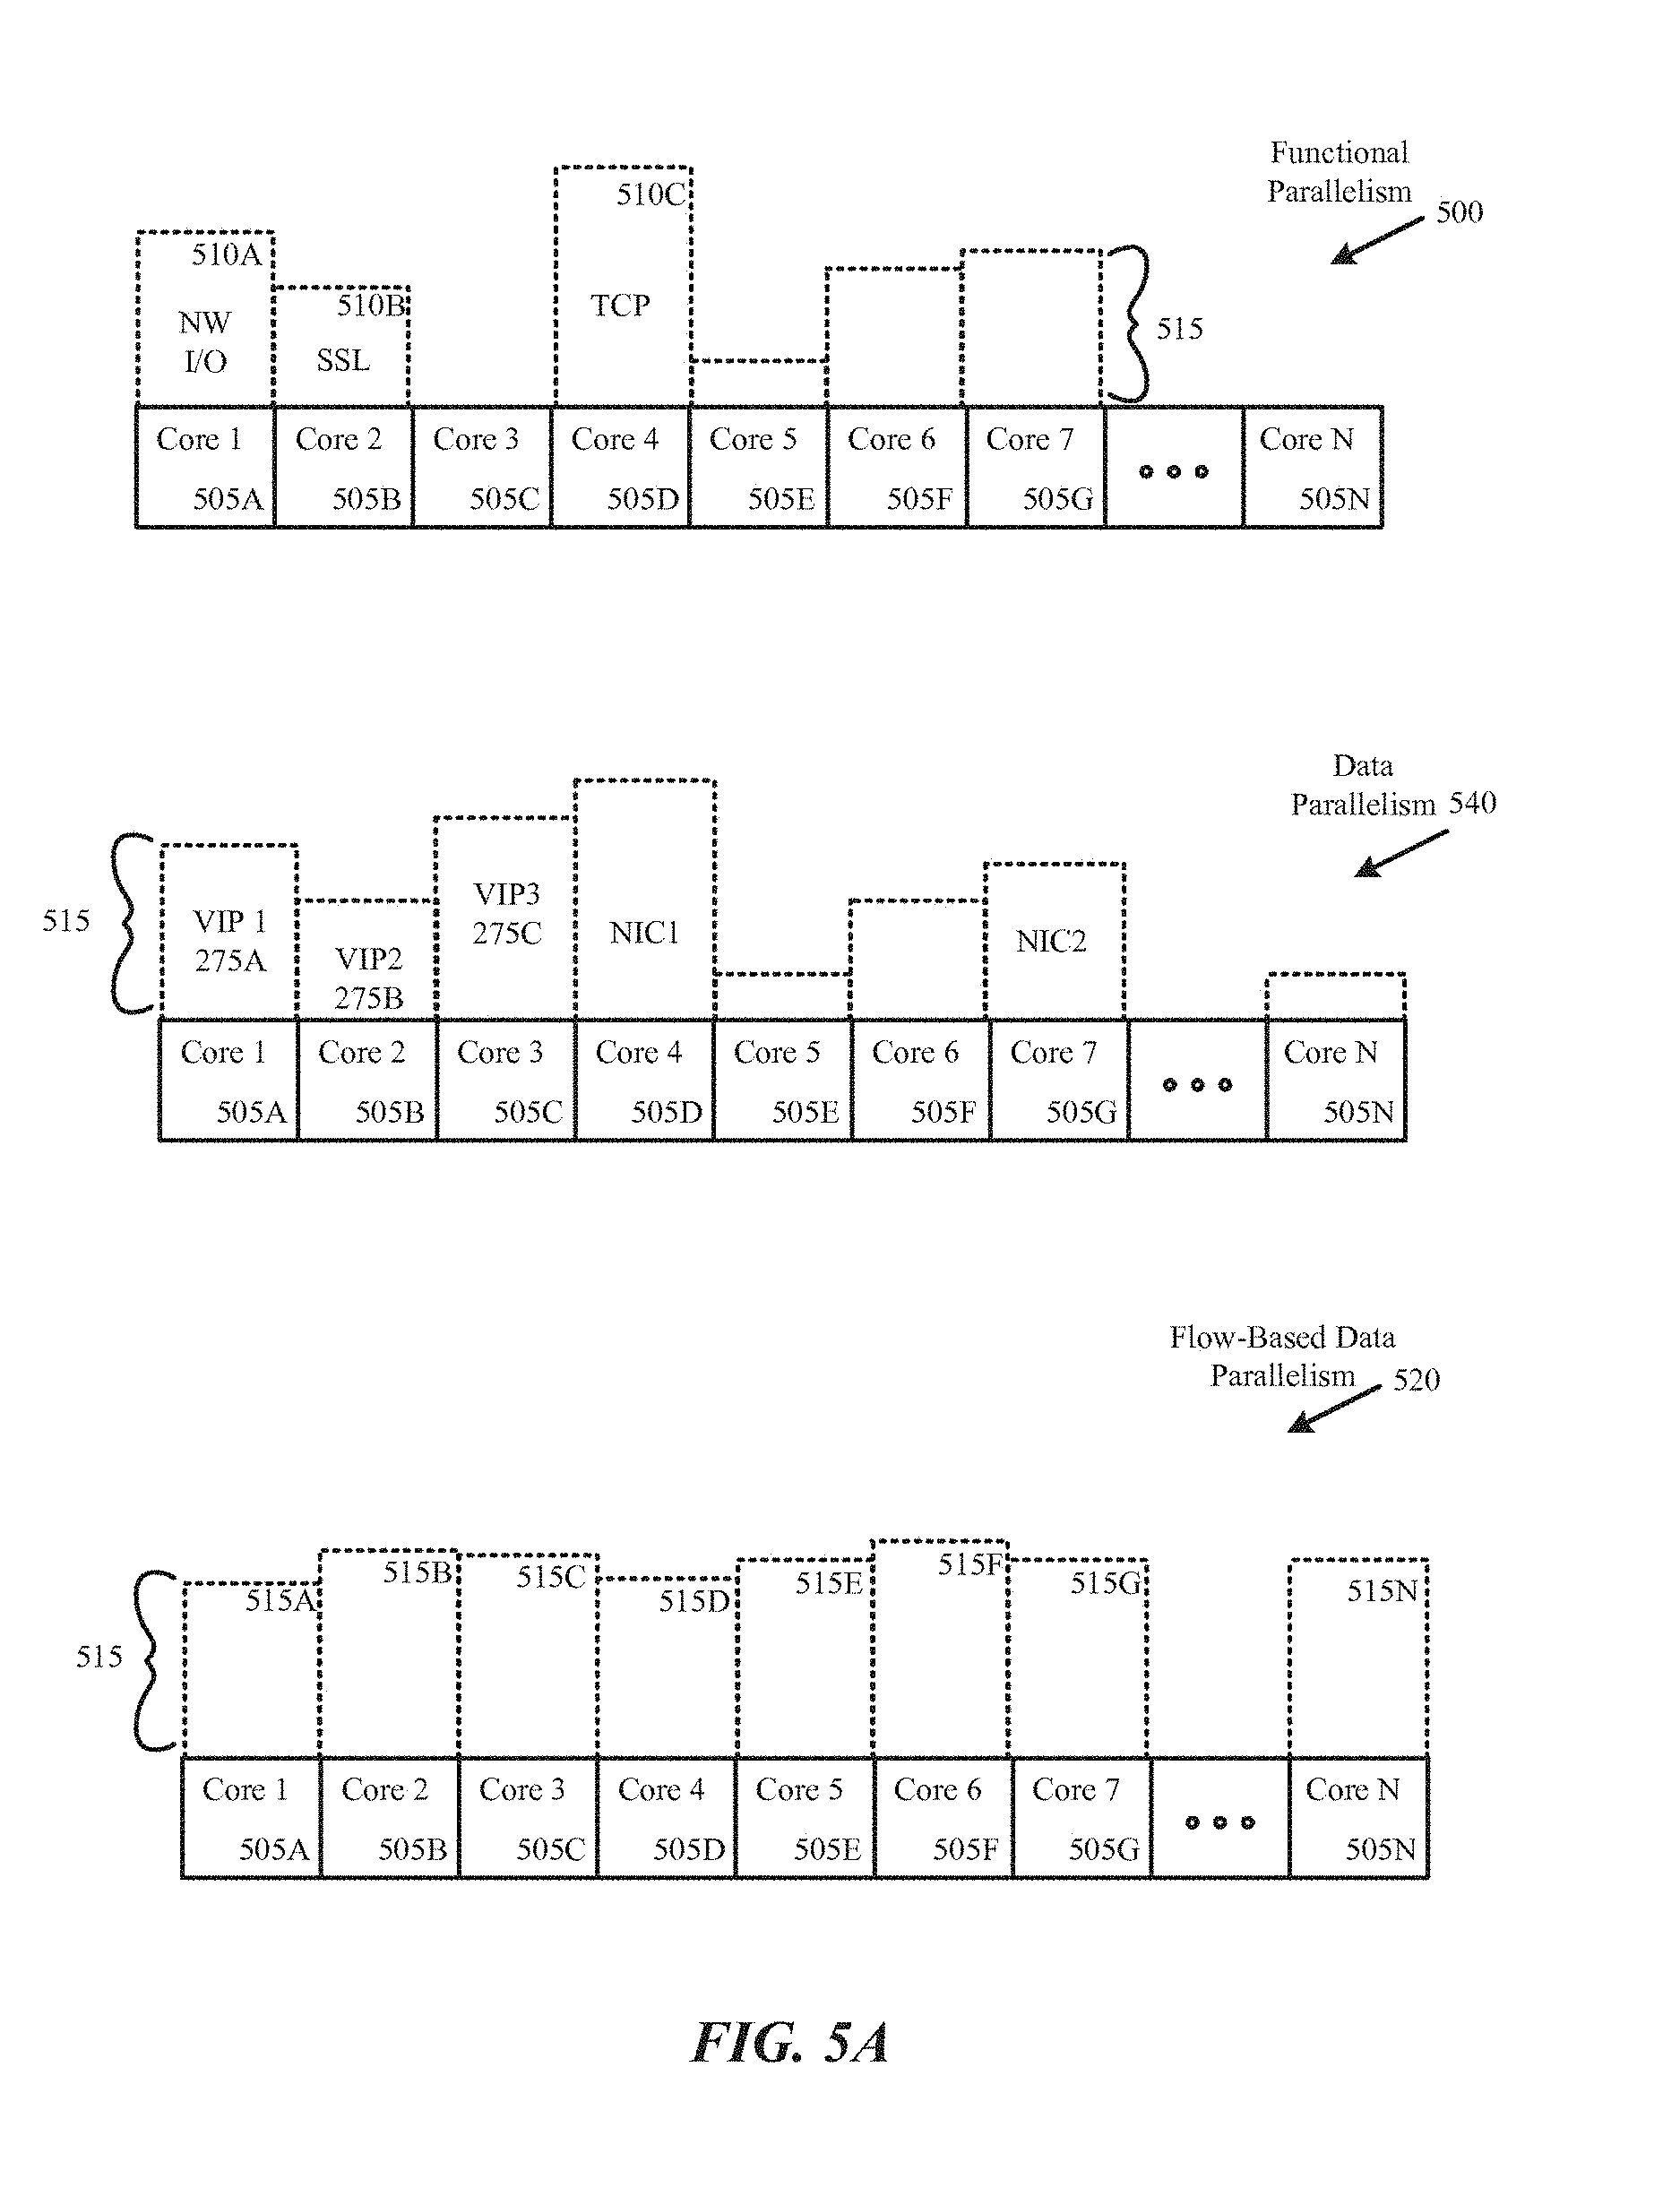 Functional
Parallelism 500
510A
NW
I/O
510B
SSL
510C
TCP
515
Core 1 Core 2 Core 3 Core 4 Core 5 Core 6 Core 7 Core N
505A 505B 505C 505D 505E 505F 505G 505N
Data
Parallelism 540
515
VIP 1
275A
VIP2
275B
VIP3
275C
NIC1
NIC2
Core 1 Core 2 Core 3 Core 4 Core 5 Core 6 Core 7 Core N
505A 505B 505C 505D 505E 505F 505G 505N
Flow-Based Data
Parallelism 520
515
515A 515B 515C 515D 515E 515F 515G 515N
Core 1 Core 2 Core 3 Core 4 Core 5 Core 6 Core 7 Core N
505A 505B 505C 505D 505E 505F 505G 505N
FIG. 5A